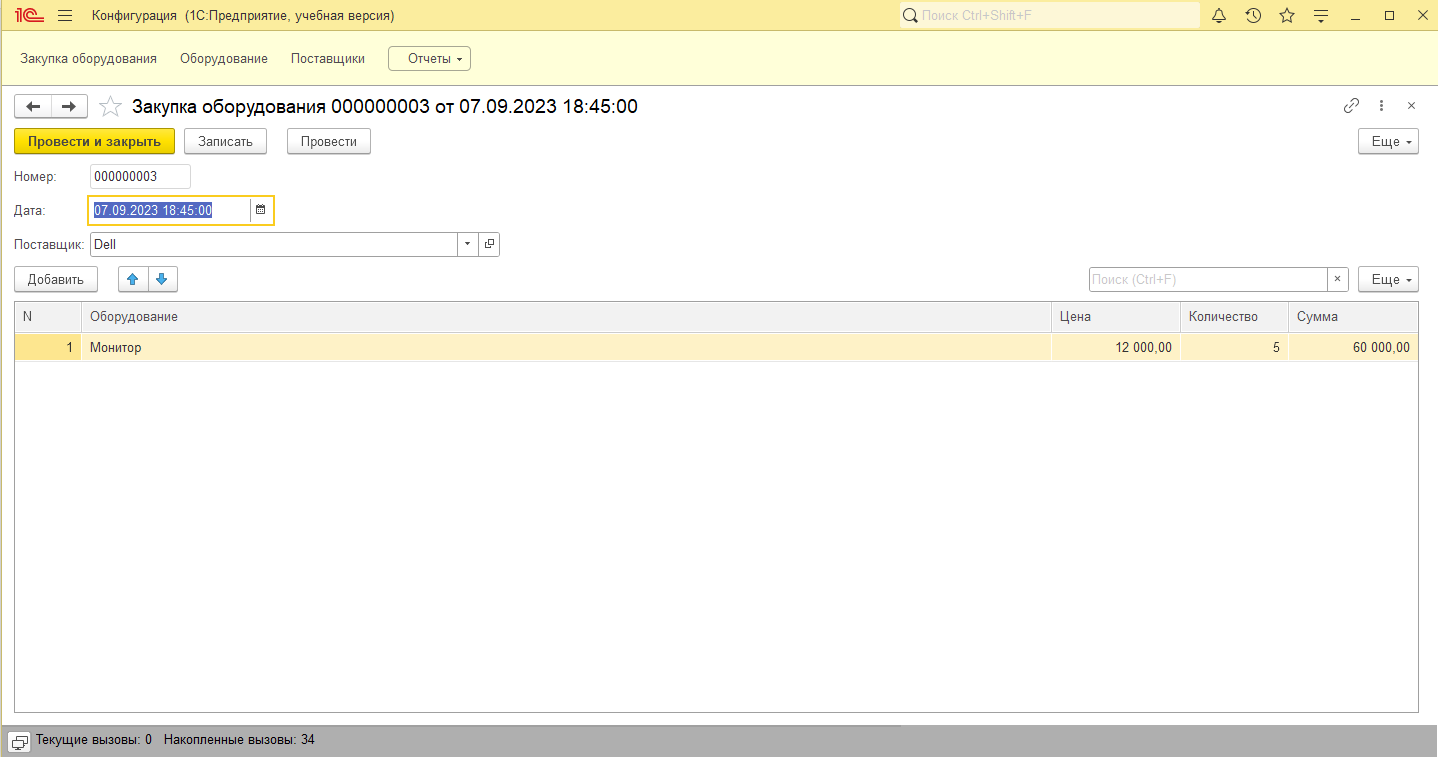 1С Конфигурация (1С:Предприятие, учебная версия) Поиск Ctrl+Shift+F
Закупка оборудования Оборудование Поставщики Отчеты
Закупка оборудования 000000003 от 07.09.2023 18:45:00
Провести и закрыть Записать Провести Еще
Номер: 000000003
Дата: 07.09.2023 18:45:00
Поставщик: Dell
Добавить Поиск (Ctrl+F) × Еще
N Оборудование Цена Количество Сумма
1 Монитор 12 000,00 5 60 000,00
Текущие вызовы: 0 Накопленные вызовы: 34